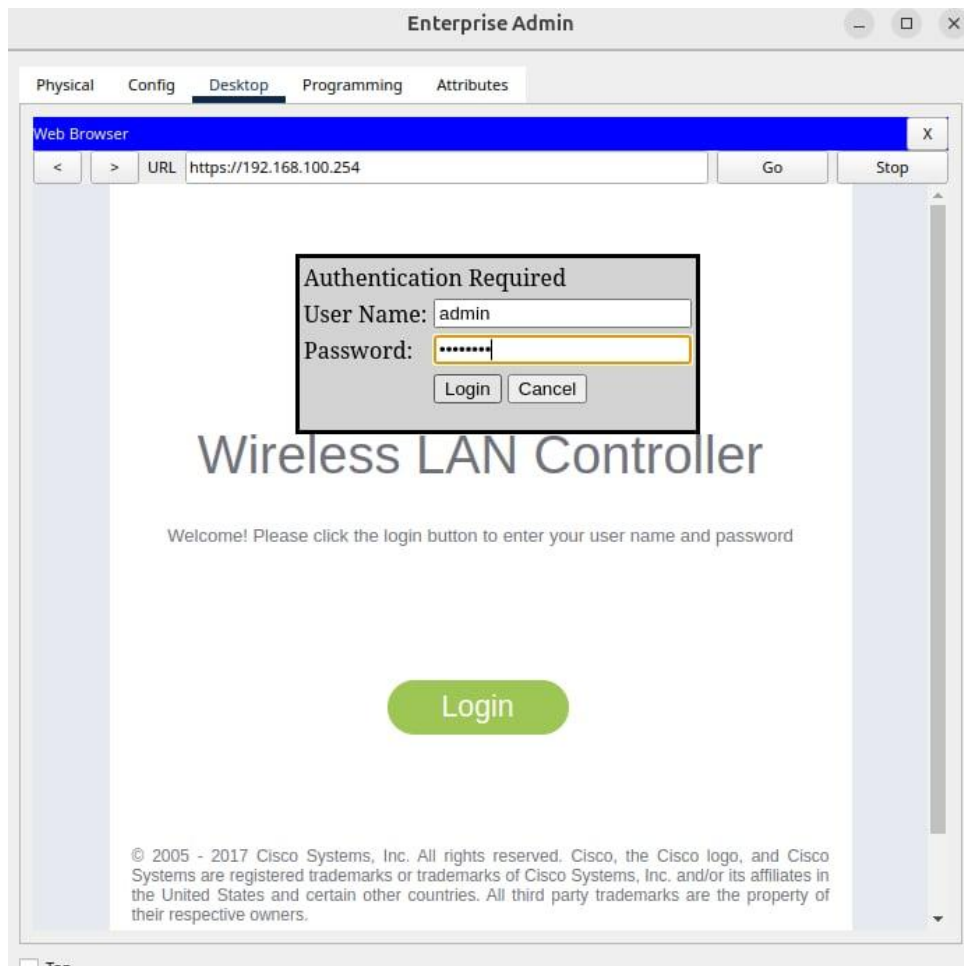 Enterprise Admin
Physical Config Desktop Programming Attributes
Web Browser X
< > URL https://192.168.100.254 Go Stop
Authentication Required
User Name: admin
Password: ••••••••
Login Cancel
Wireless LAN Controller
Welcome! Please click the login button to enter your user name and password
Login
© 2005 - 2017 Cisco Systems, Inc. All rights reserved. Cisco, the Cisco logo, and Cisco
Systems are registered trademarks or trademarks of Cisco Systems, Inc. and/or its affiliates in
the United States and certain other countries. All third party trademarks are the property of
their respective owners.